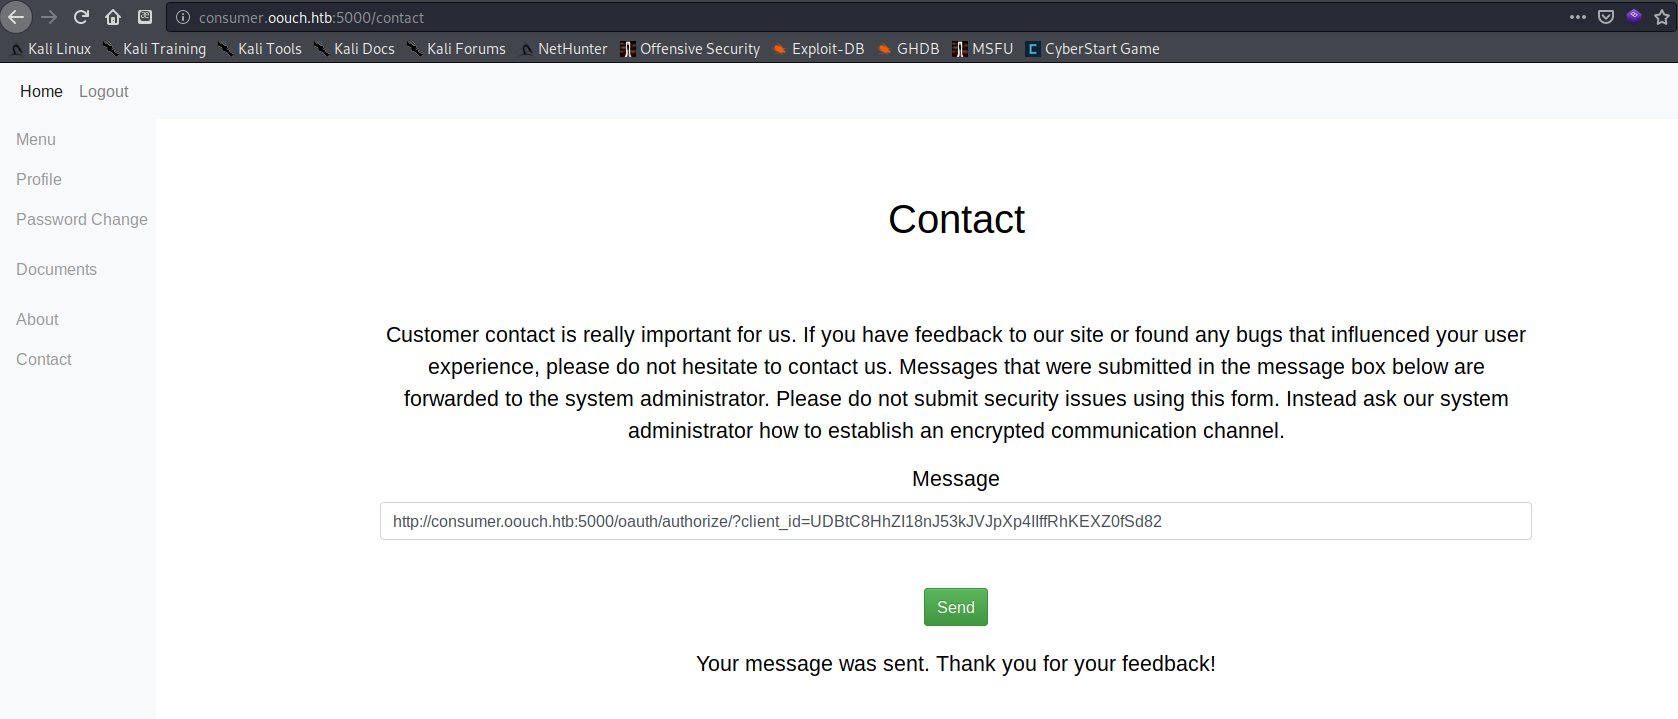 consumer.oouch.htb:5000/contact
Kali Linux Kali Training Kali Tools Kali Docs Kali Forums NetHunter Offensive Security Exploit-DB GHDB MSFU CyberStart Game
Home Logout
Menu
Profile
Password Change
Documents
About
Contact
Contact
Customer contact is really important for us. If you have feedback to our site or found any bugs that influenced your user
experience, please do not hesitate to contact us. Messages that were submitted in the message box below are
forwarded to the system administrator. Please do not submit security issues using this form. Instead ask our system
administrator how to establish an encrypted communication channel.
Message
http://consumer.oouch.htb:5000/oauth/authorize/?client_id=UDBtC8HhZI18nJ53kJVJpXp4IIffRhKEXZ0fSd82
Send
Your message was sent. Thank you for your feedback!